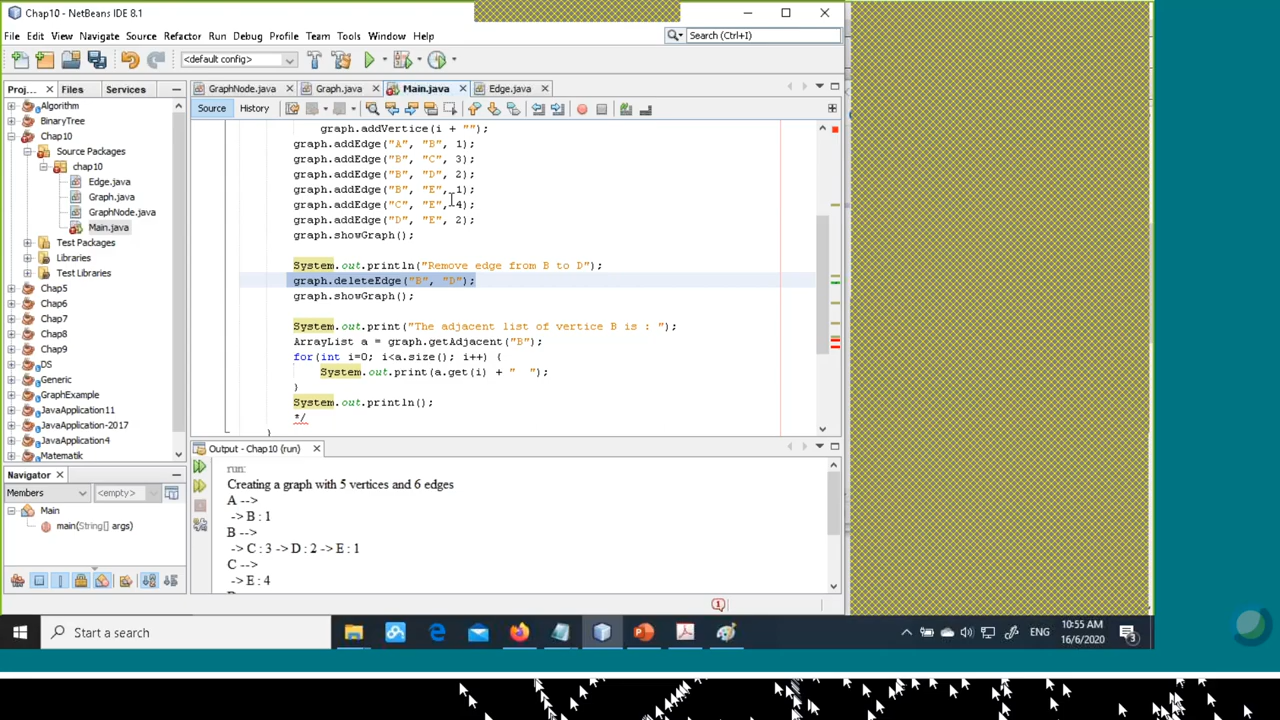 Chap10 - NetBeans IDE 8.1
File Edit View Navigate Source Refactor Run Debug Profile Team Tools Window Help
Search (Ctrl+I)
<default config>
Proj... Files Services
GraphNode.java Graph.java Main.java Edge.java
Source History
Algorithm
BinaryTree
Chap10
Source Packages
chap10
Edge.java
Graph.java
GraphNode.java
Main.java
Test Packages
Libraries
Test Libraries
Chap5
Chap6
Chap7
Chap8
Chap9
DS
Generic
GraphExample
JavaApplication11
JavaApplication-2017
JavaApplication4
Matematik
graph.addVertice(i + "");
graph.addEdge("A", "B", 1);
graph.addEdge("B", "C", 3);
graph.addEdge("B", "D", 2);
graph.addEdge("B", "E", 1);
graph.addEdge("C", "E", 4);
graph.addEdge("D", "E", 2);
graph.showGraph();
System.out.println("Remove edge from B to D");
graph.deleteEdge("B", "D");
graph.showGraph();
System.out.print("The adjacent list of vertice B is : ");
ArrayList a = graph.getAdjacent("B");
for(int i=0; i<a.size(); i++) {
System.out.print(a.get(i) + "  ");
}
System.out.println();
*/
}
Navigator
Members <empty>
Main
main(String[] args)
Output - Chap10 (run)
run:
Creating a graph with 5 vertices and 6 edges
A -->
-> B : 1
B -->
-> C : 3 -> D : 2 -> E : 1
C -->
-> E : 4
1
Start a search
ENG
10:55 AM
16/6/2020
3